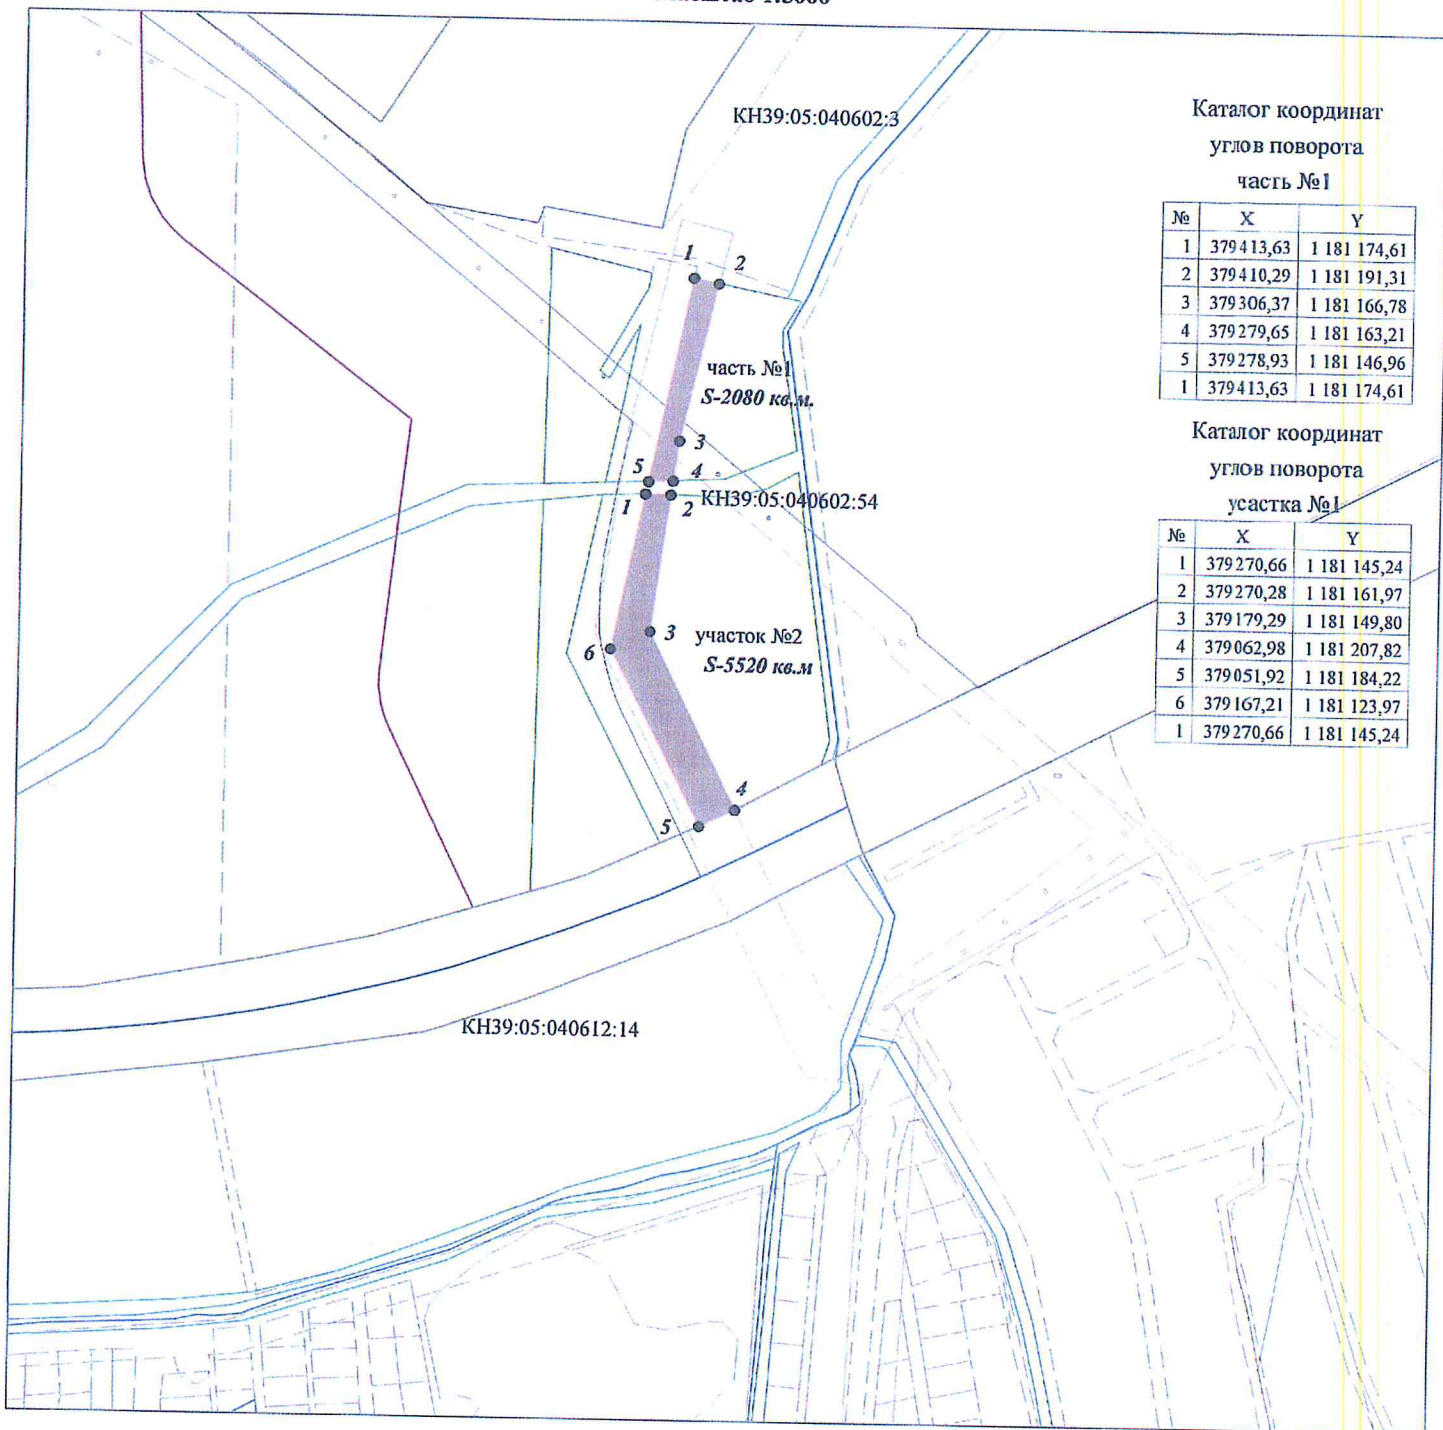 КН39:05:040602:3
Каталог координат
углов поворота
часть №1
№ X Y
1 379413,63 1 181 174,61
2 379410,29 1 181 191,31
3 379306,37 1 181 166,78
4 379279,65 1 181 163,21
5 379278,93 1 181 146,96
1 379413,63 1 181 174,61
Каталог координат
углов поворота
усастка №1
№ X Y
1 379270,66 1 181 145,24
2 379270,28 1 181 161,97
3 379179,29 1 181 149,80
4 379062,98 1 181 207,82
5 379051,92 1 181 184,22
6 379167,21 1 181 123,97
1 379270,66 1 181 145,24
1
2
часть №1
S-2080 кв.м.
3
5
4
1
2
КН39:05:040602:54
3
участок №2
6
S-5520 кв.м
4
5
КН39:05:040612:14